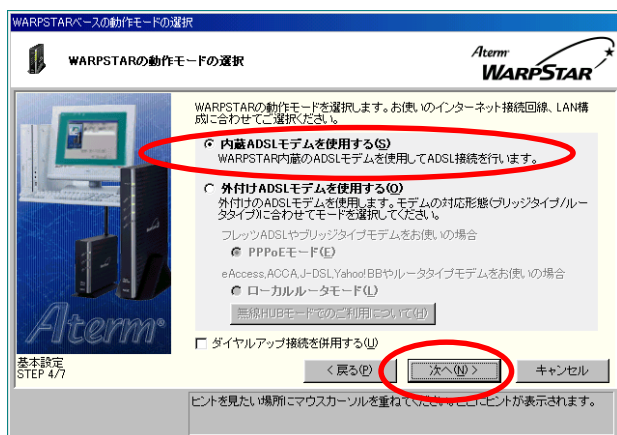 WARPSTARベースの動作モードの選択
WARPSTARの動作モードの選択
Aterm
WARPSTAR
WARPSTARの動作モードを選択します。お使いのインターネット接続回線、LAN構
成に合わせてご選択ください。
内蔵ADSLモデムを使用する(S)
WARPSTAR内蔵のADSLモデムを使用してADSL接続を行います。
外付けADSLモデムを使用する(O)
外付けのADSLモデムを使用します。モデムの対応形態(ブリッジタイプ/ルー
タタイプ)に合わせてモードを選択してください。
フレッツADSLやブリッジタイプモデムをお使いの場合
PPPoEモード(E)
eAccess,ACCA,J-DSL,Yahoo!BBやルータタイプモデムをお使いの場合
ローカルルータモード(L)
無線HUBモードでのご利用について(H)
ダイヤルアップ接続を併用する(U)
Aterm
基本設定
STEP 4/7
< 戻る(P)
次へ(N) >
キャンセル
ヒントを見たい場所にマウスカーソルを重ねてください。ここにヒントが表示されます。